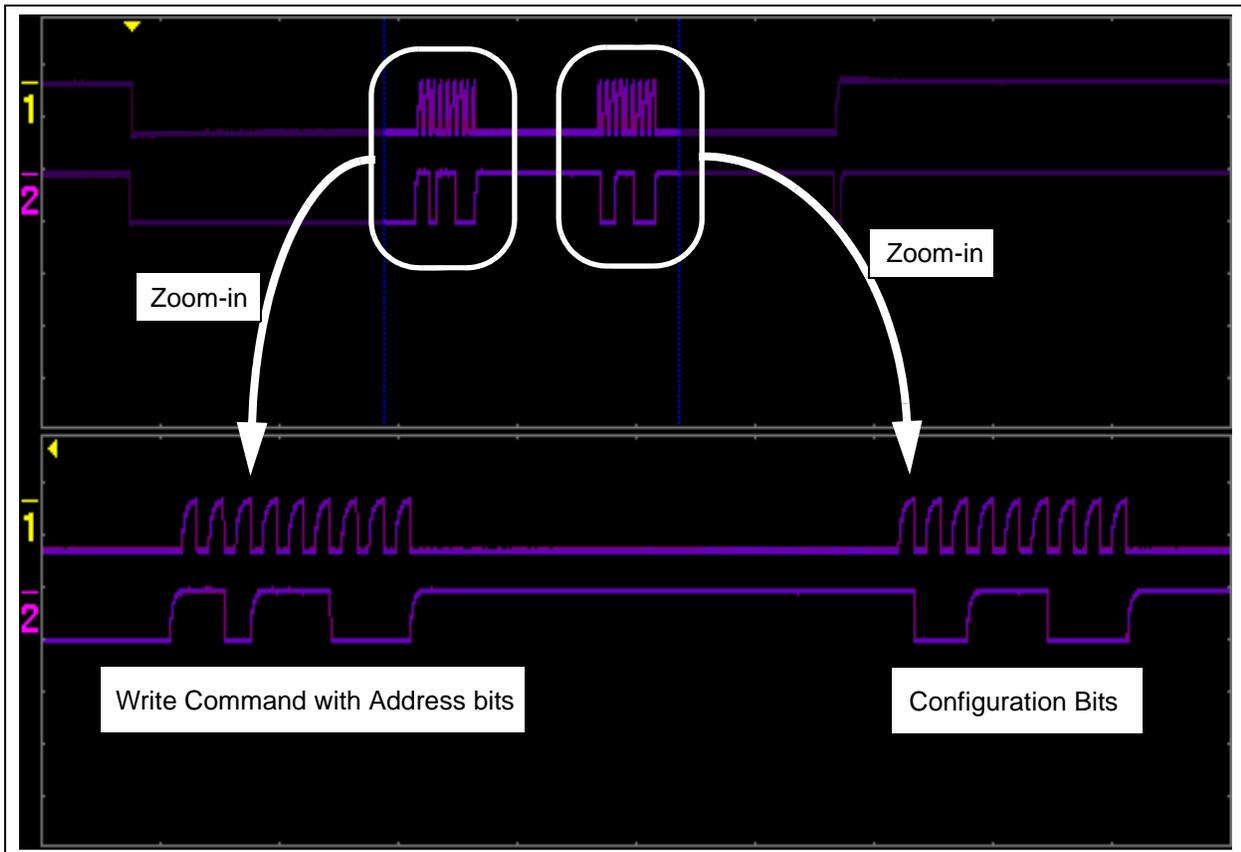 1
2
Zoom-in
Zoom-in
1
2
Write Command with Address bits
Configuration Bits